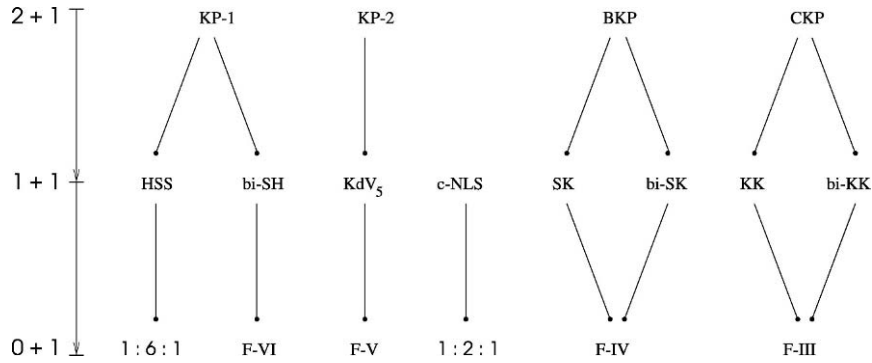 2 + 1 KP-1 KP-2 BKP CKP
1 + 1 HSS bi-SH KdV₅ c-NLS SK bi-SK KK bi-KK
0 + 1 1 : 6 : 1 F-VI F-V 1 : 2 : 1 F-IV F-III